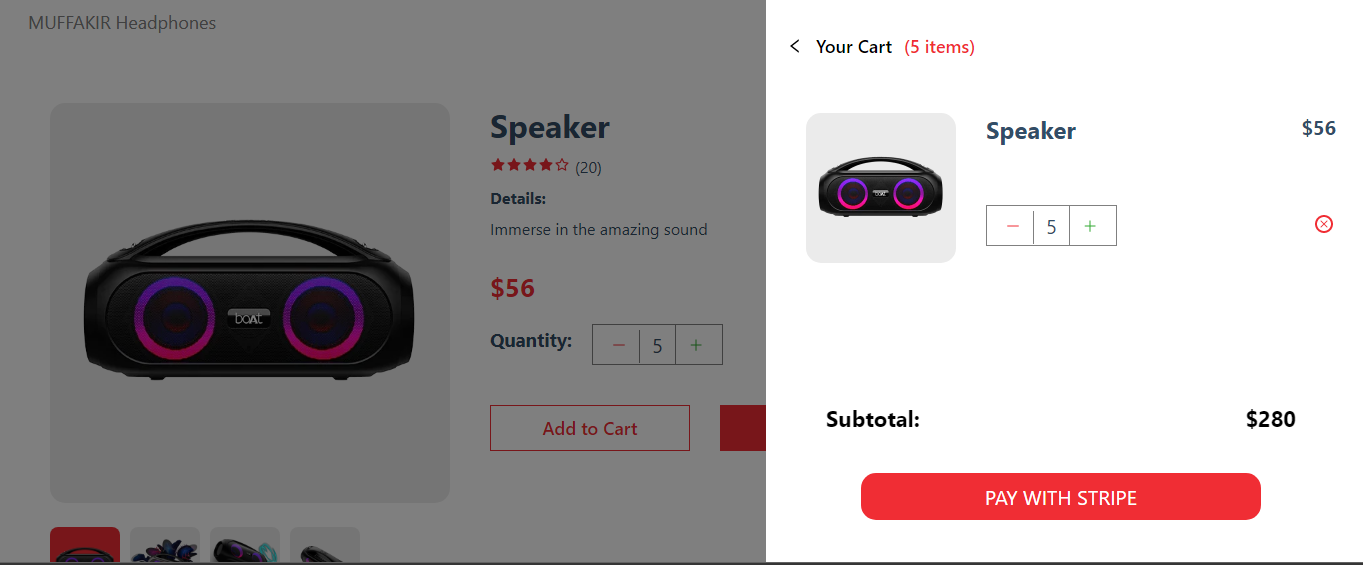 MUFFAKIR Headphones
Speaker
(20)
Details:
Immerse in the amazing sound
$56
Quantity:
− 5 +
Add to Cart
boAt
Your Cart (5 items)
Speaker
$56
boAt
− 5 +
Subtotal:
$280
PAY WITH STRIPE